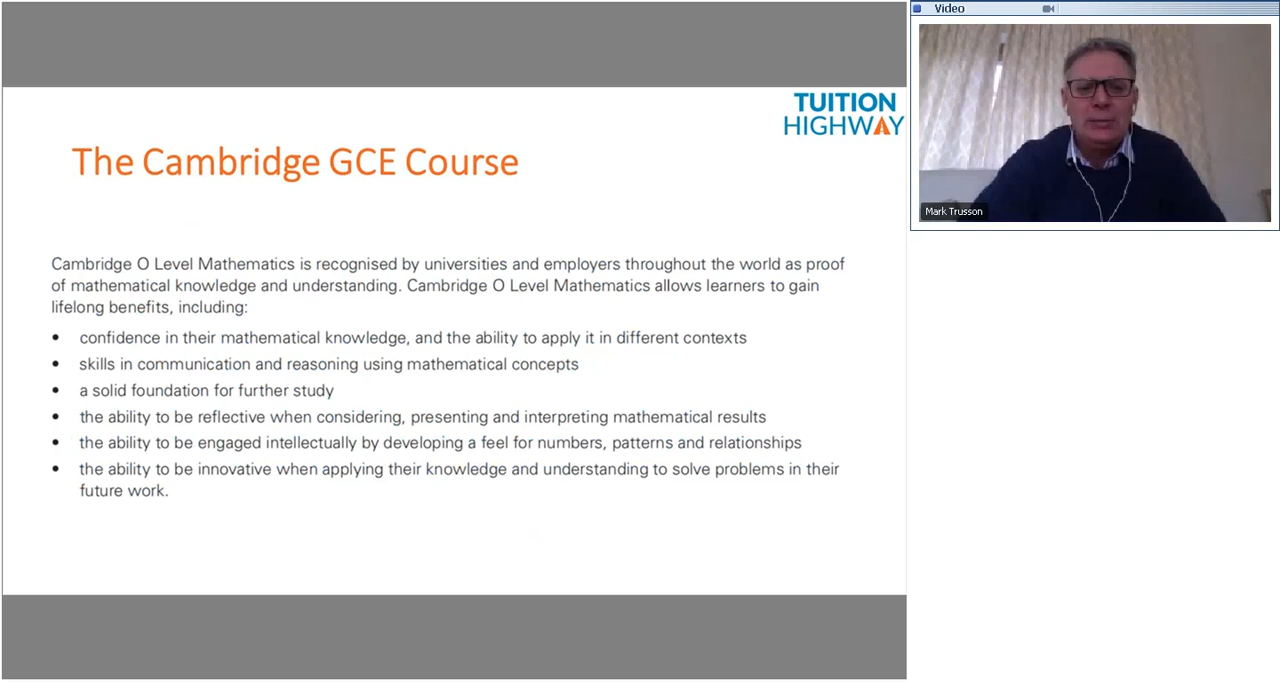 TUITION
HIGHWAY
The Cambridge GCE Course
Cambridge O Level Mathematics is recognised by universities and employers throughout the world as proof
of mathematical knowledge and understanding. Cambridge O Level Mathematics allows learners to gain
lifelong benefits, including:
• confidence in their mathematical knowledge, and the ability to apply it in different contexts
• skills in communication and reasoning using mathematical concepts
• a solid foundation for further study
• the ability to be reflective when considering, presenting and interpreting mathematical results
• the ability to be engaged intellectually by developing a feel for numbers, patterns and relationships
• the ability to be innovative when applying their knowledge and understanding to solve problems in their
future work.
Video
Mark Trusson